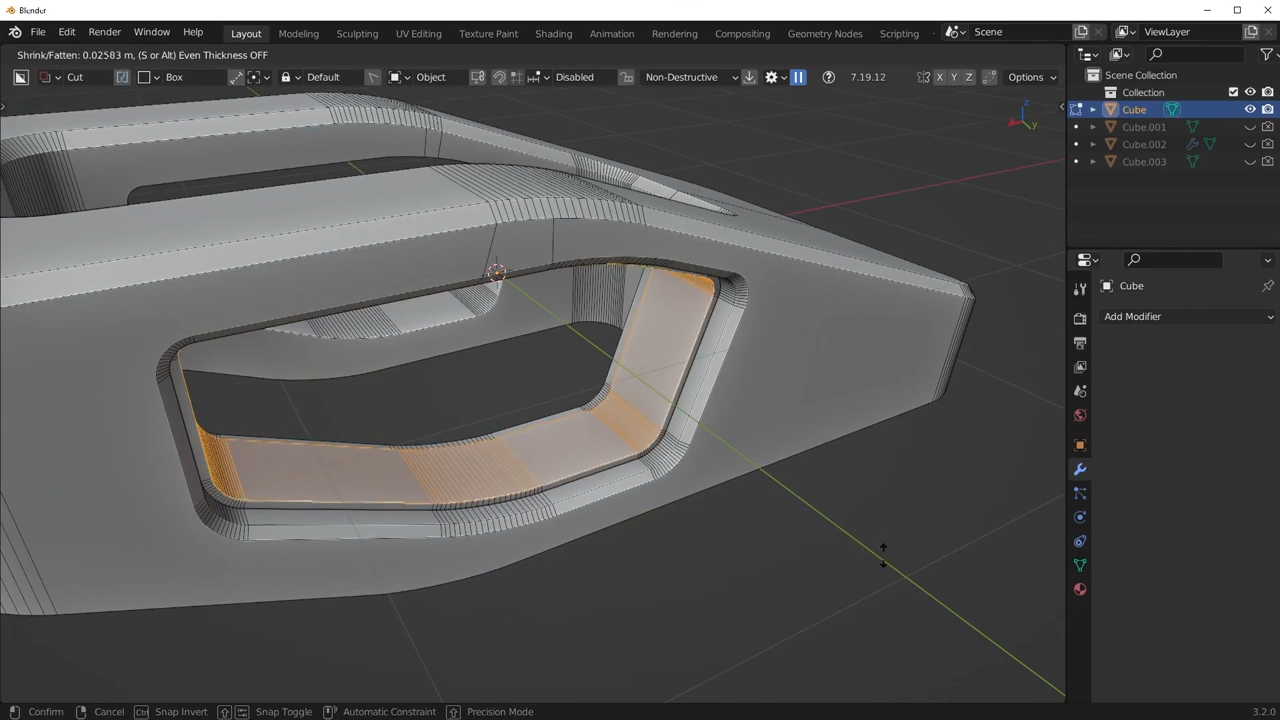 Blender
File Edit Render Window Help Layout Modeling Sculpting UV Editing Texture Paint Shading Animation Rendering Compositing Geometry Nodes Scripting Scene ViewLayer
Shrink/Fatten: 0.02583 m, (S or Alt) Even Thickness OFF
Cut Box Default Object Disabled Non-Destructive 7.19.12 X Y Z Options
Scene Collection
Collection
Cube
Cube.001
Cube.002
Cube.003
z
x
y
Cube
Add Modifier
Confirm Cancel Ctrl Snap Invert Snap Toggle Automatic Constraint Precision Mode 3.2.0